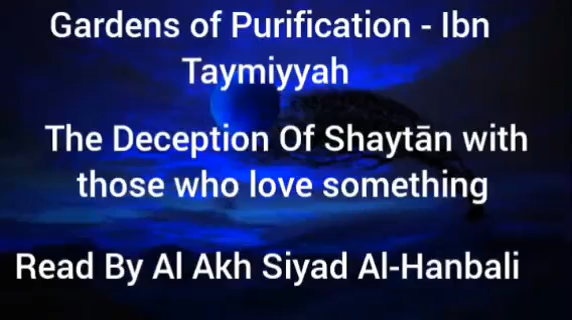 Gardens of Purification - Ibn
Taymiyyah
The Deception Of Shaytān with
those who love something
Read By Al Akh Siyad Al-Hanbali